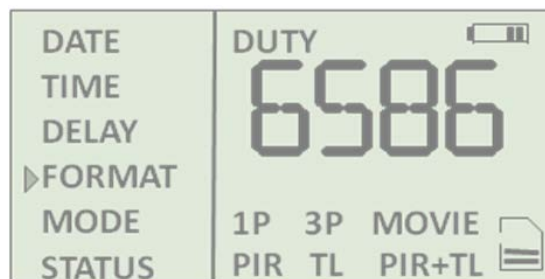 DATE
TIME
DELAY
FORMAT
MODE
STATUS
DUTY
6586
1P 3P MOVIE
PIR TL PIR+TL